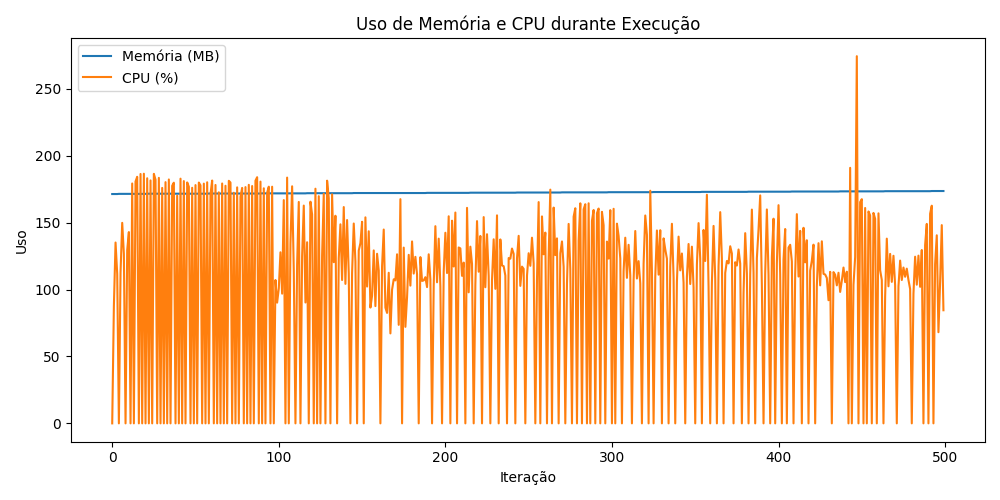 Uso de Memória e CPU durante Execução
Memória (MB)
CPU (%)
250
200
150
100
50
0
Uso
0 100 200 300 400 500
Iteração